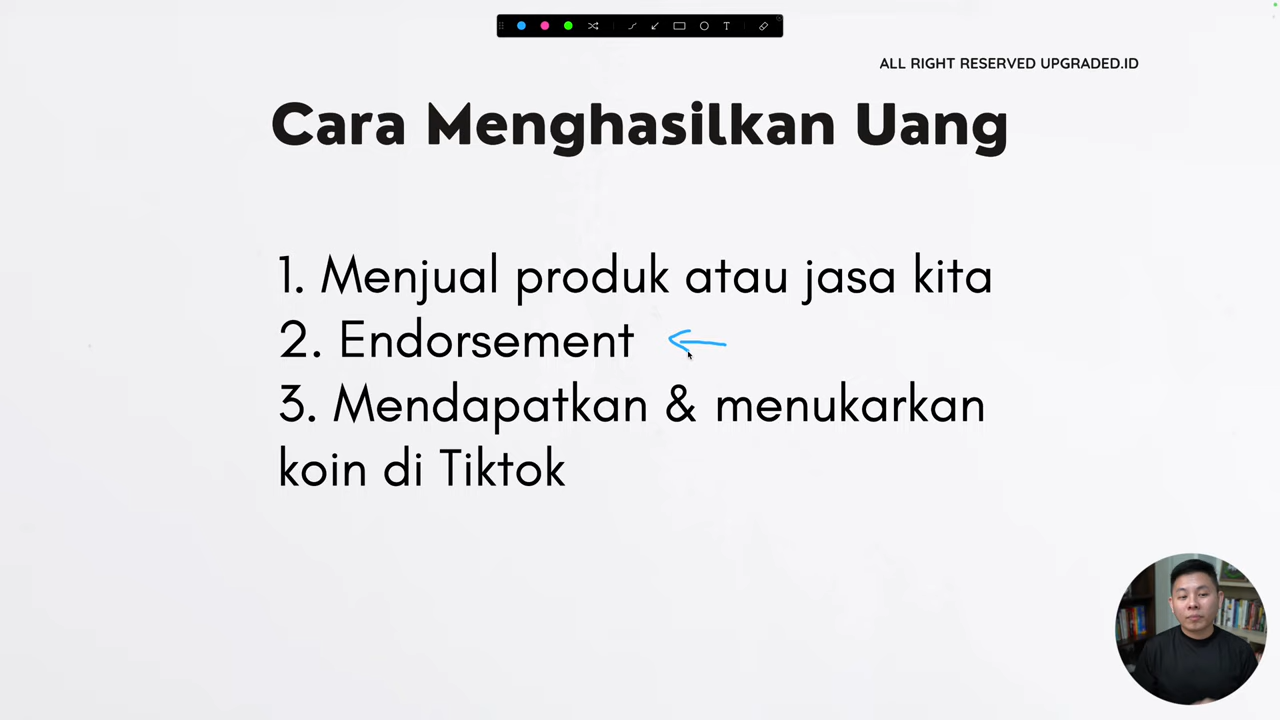 ALL RIGHT RESERVED UPGRADED.ID
Cara Menghasilkan Uang
1. Menjual produk atau jasa kita
2. Endorsement
3. Mendapatkan & menukarkan
koin di Tiktok